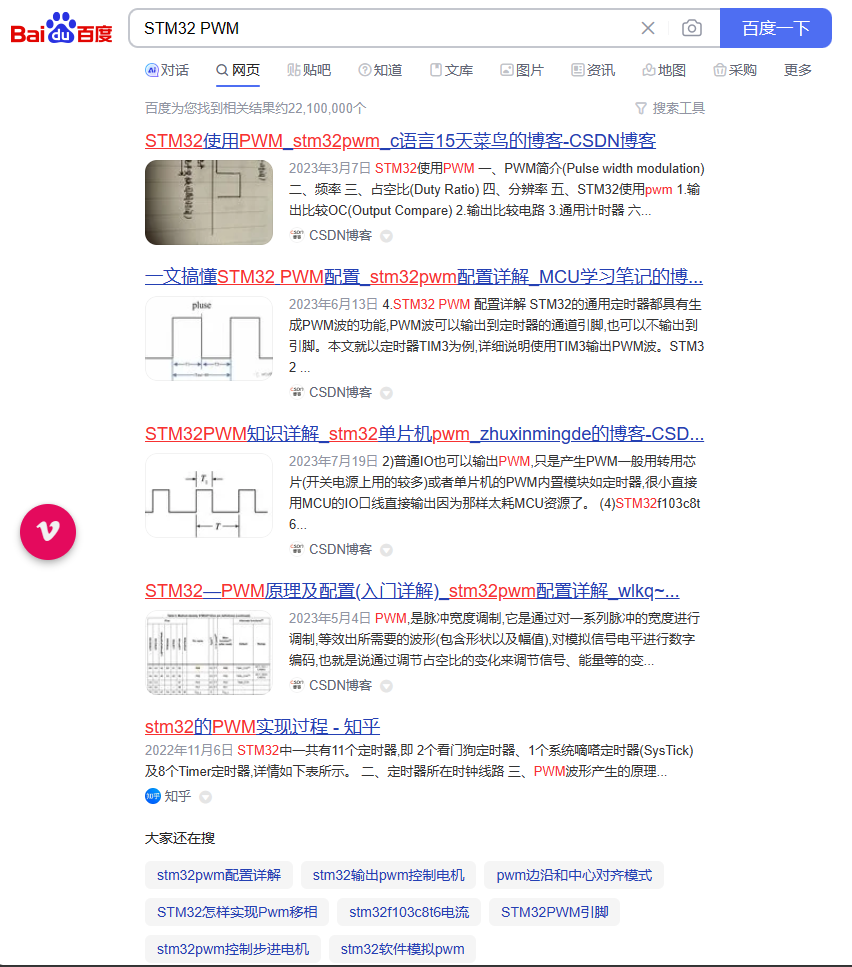 Bai du 百度
STM32 PWM
百度一下
对话 网页 贴吧 知道 文库 图片 资讯 地图 采购 更多
百度为您找到相关结果约22,100,000个
搜索工具
STM32使用PWM_stm32pwm_c语言15天菜鸟的博客-CSDN博客
2023年3月7日 STM32使用PWM 一、PWM简介(Pulse width modulation)
二、频率 三、占空比(Duty Ratio) 四、分辨率 五、STM32使用pwm 1.输
出比较OC(Output Compare) 2.输出比较电路 3.通用计时器 六...
CSDN博客
一文搞懂STM32 PWM配置_stm32pwm配置详解_MCU学习笔记的博...
pluse
2023年6月13日 4.STM32 PWM 配置详解 STM32的通用定时器都具有生
成PWM波的功能,PWM波可以输出到定时器的通道引脚,也可以不输出到
引脚。本文就以定时器TIM3为例,详细说明使用TIM3输出PWM波。STM3
2 ...
CSDN博客
STM32PWM知识详解_stm32单片机pwm_zhuxinmingde的博客-CSD...
2023年7月19日 2)普通IO也可以输出PWM,只是产生PWM一般用转用芯
片(开关电源上用的较多)或者单片机的PWM内置模块如定时器,很小直接
用MCU的IO口线直接输出因为那样太耗MCU资源了。 (4)STM32f103c8t
6...
T
CSDN博客
STM32—PWM原理及配置(入门详解)_stm32pwm配置详解_wlkq~...
2023年5月4日 PWM,是脉冲宽度调制,它是通过对一系列脉冲的宽度进行
调制,等效出所需要的波形(包含形状以及幅值),对模拟信号电平进行数字
编码,也就是说通过调节占空比的变化来调节信号、能量等的变...
CSDN博客
stm32的PWM实现过程 - 知乎
2022年11月6日 STM32中一共有11个定时器,即 2个看门狗定时器、1个系统嘀嗒定时器(SysTick)
及8个Timer定时器,详情如下表所示。 二、定时器所在时钟线路 三、PWM波形产生的原理...
知乎 知乎
大家还在搜
stm32pwm配置详解 stm32输出pwm控制电机 pwm边沿和中心对齐模式
STM32怎样实现Pwm移相 stm32f103c8t6电流 STM32PWM引脚
stm32pwm控制步进电机 stm32软件模拟pwm